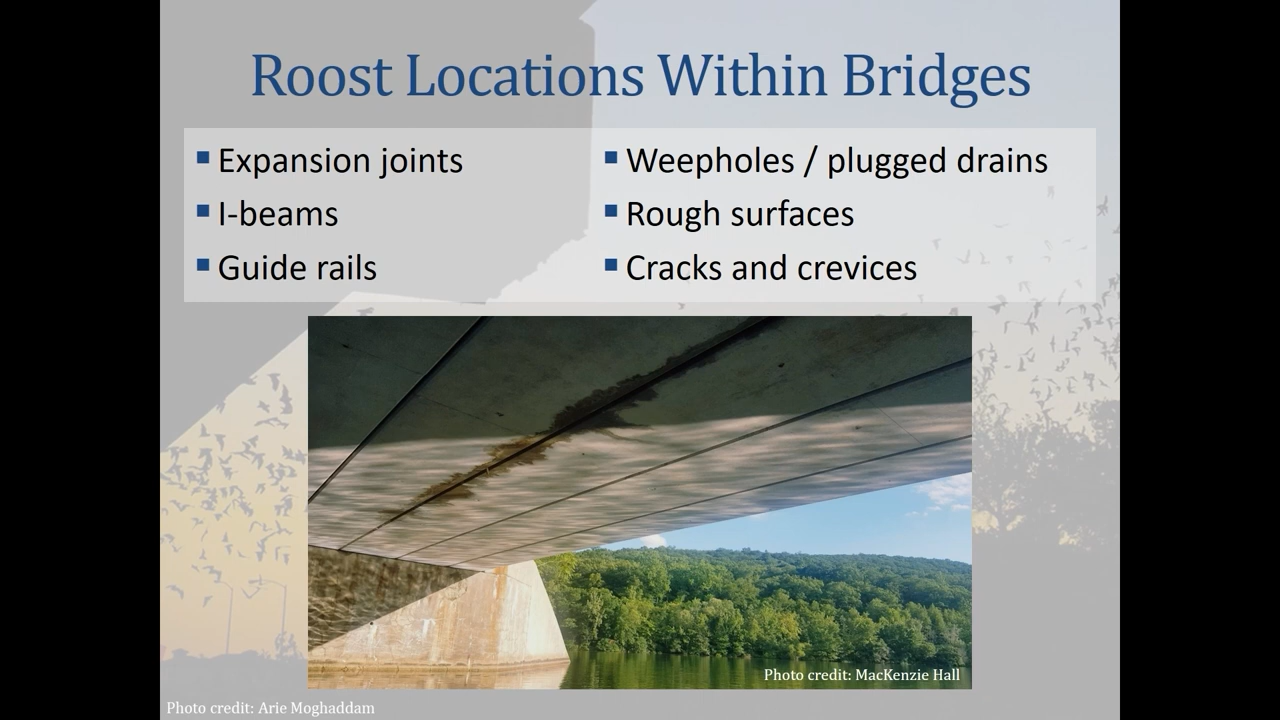 Roost Locations Within Bridges
Expansion joints
I-beams
Guide rails
Weepholes / plugged drains
Rough surfaces
Cracks and crevices
Photo credit: MacKenzie Hall
Photo credit: Arie Moghaddam